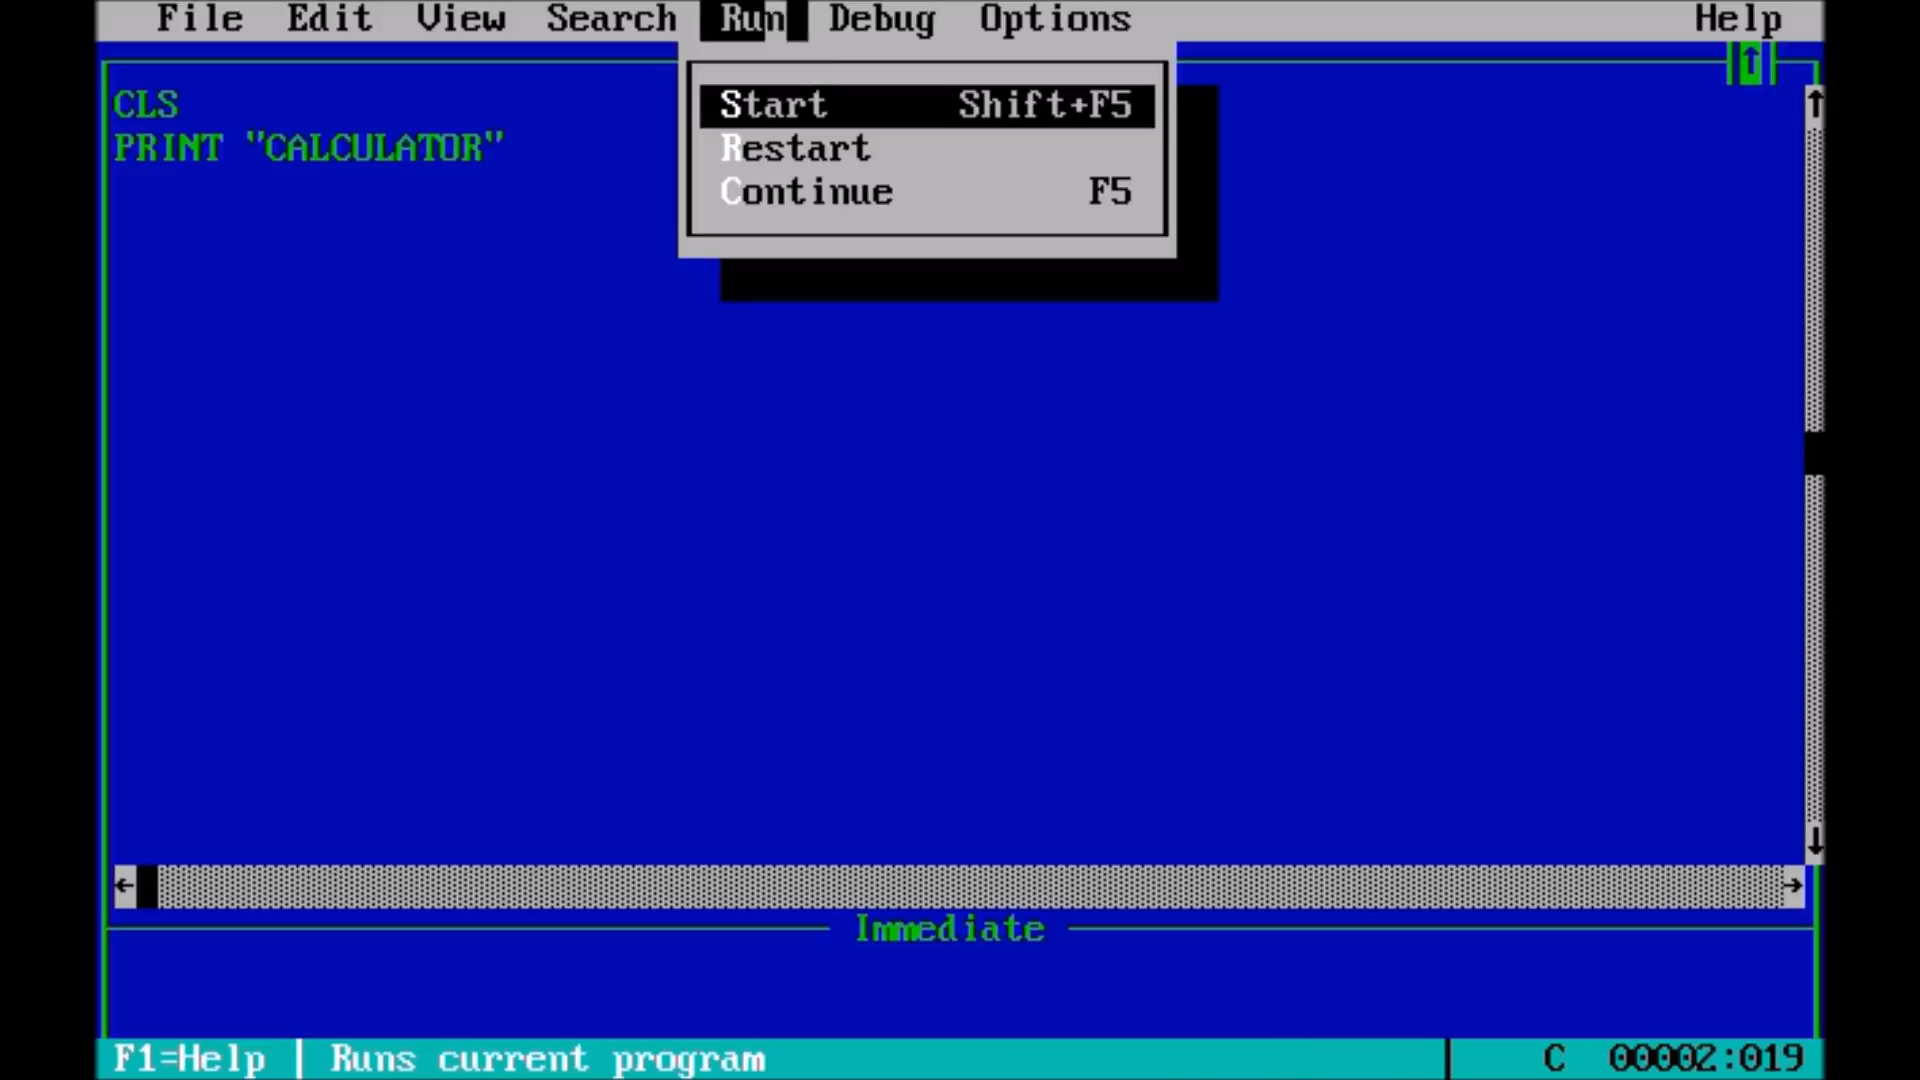 File Edit View Search Run Debug Options Help
↑
CLS
PRINT "CALCULATOR"
Start Shift+F5
Restart
Continue F5
Immediate
F1=Help | Runs current program C 00002:019